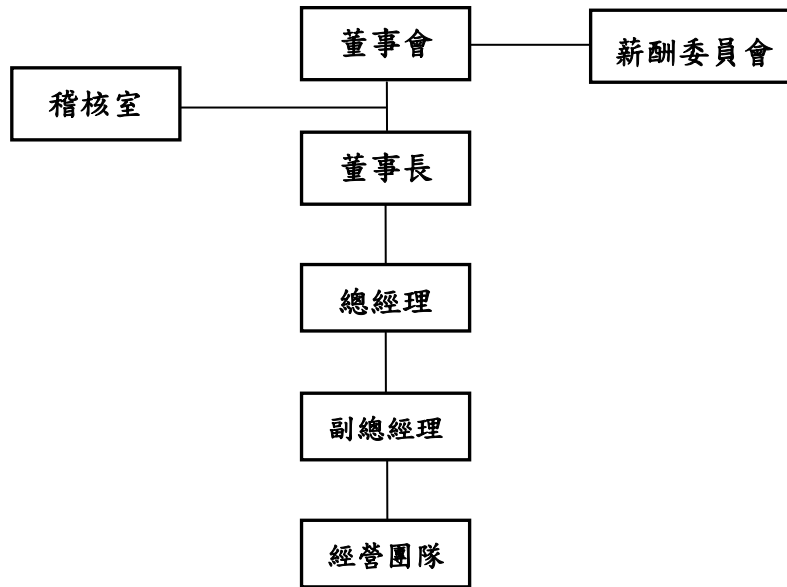 董事會
薪酬委員會
稽核室
董事長
總經理
副總經理
經營團隊